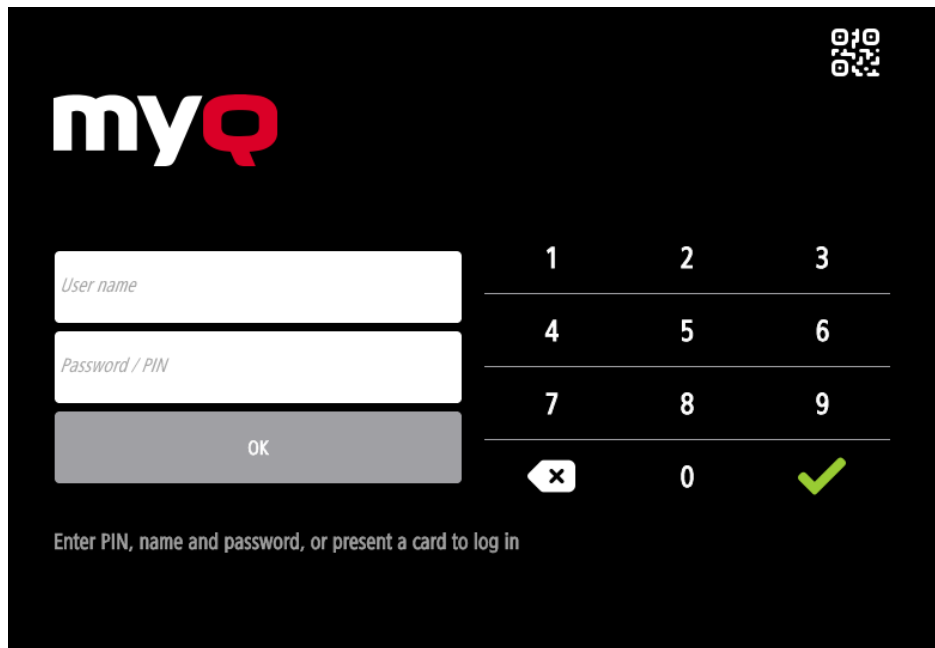 myQ
User name
Password / PIN
OK
1 2 3
4 5 6
7 8 9
0
Enter PIN, name and password, or present a card to log in